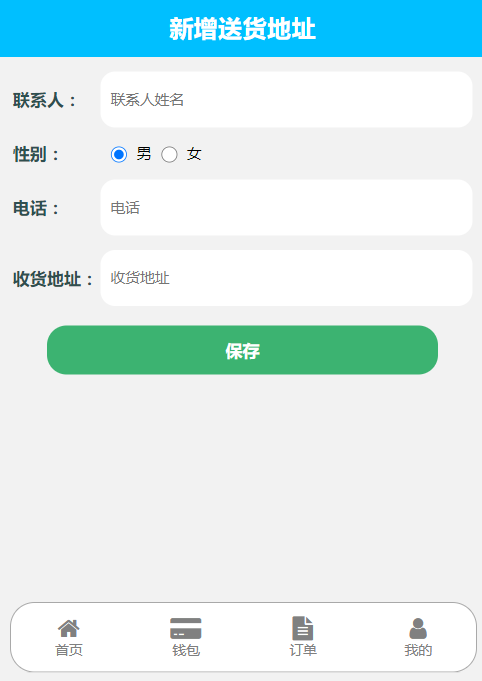 新增送货地址
联系人： 联系人姓名
性别： 男 女
电话： 电话
收货地址： 收货地址
保存
首页 钱包 订单 我的